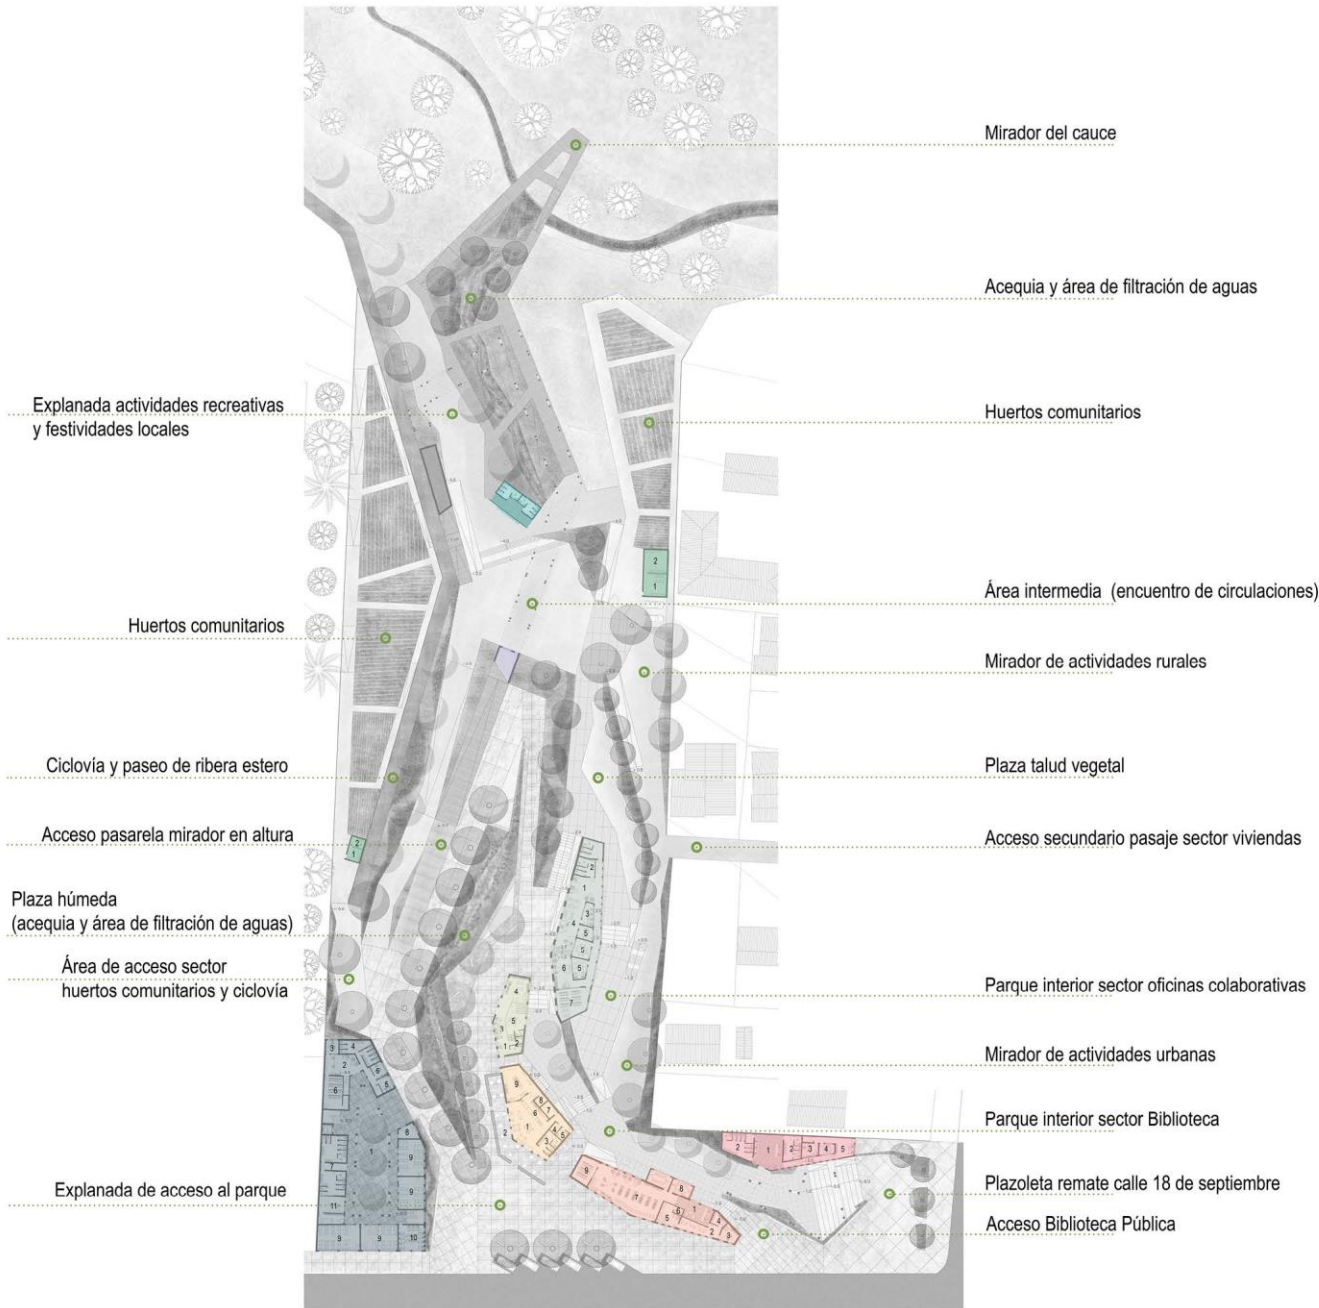 Mirador del cauce
Acequia y área de filtración de aguas
Explanada actividades recreativas
y festividades locales
Huertos comunitarios
Área intermedia (encuentro de circulaciones)
Huertos comunitarios
Mirador de actividades rurales
Ciclovía y paseo de ribera estero
Plaza talud vegetal
Acceso pasarela mirador en altura
Acceso secundario pasaje sector viviendas
Plaza húmeda
(acequia y área de filtración de aguas)
Área de acceso sector
huertos comunitarios y ciclovía
Parque interior sector oficinas colaborativas
Mirador de actividades urbanas
Parque interior sector Biblioteca
Explanada de acceso al parque
Plazoleta remate calle 18 de septiembre
Acceso Biblioteca Pública